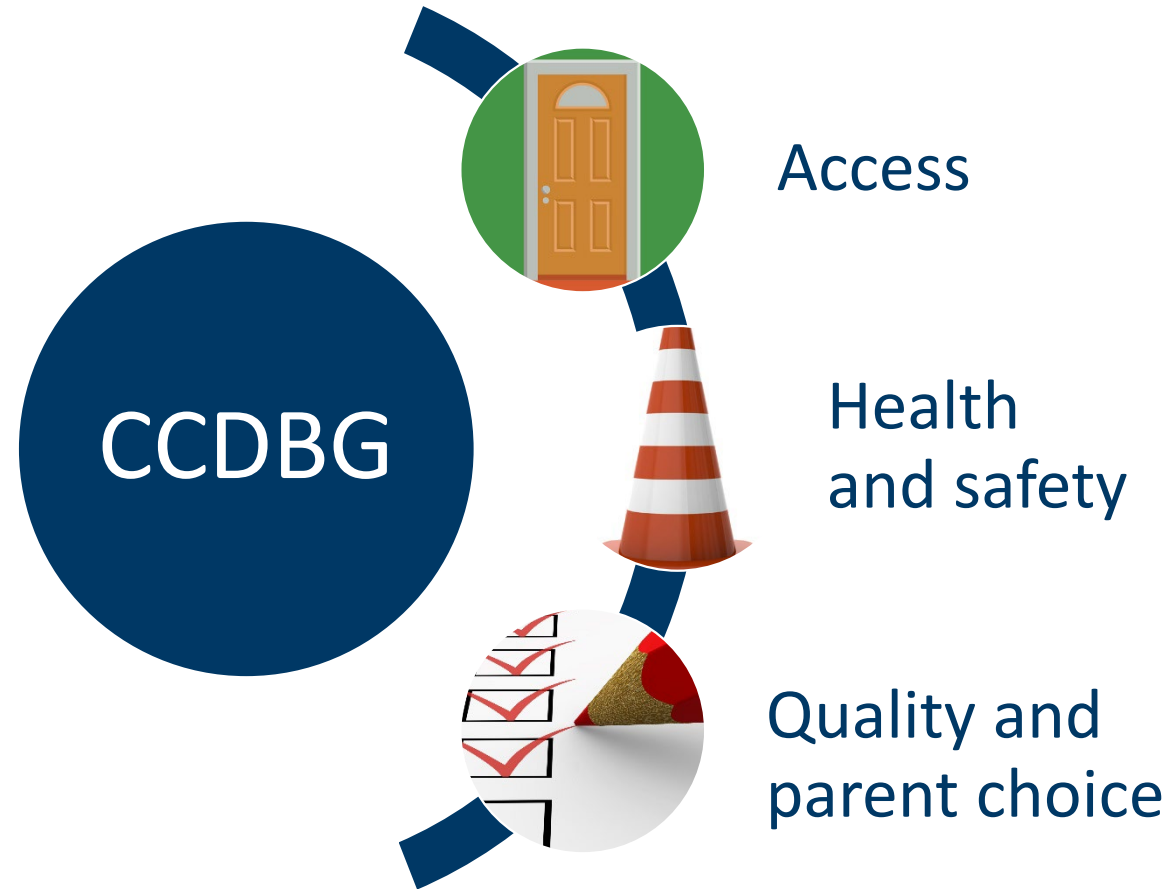 CCDBG
Access
Health
and safety
Quality and
parent choice